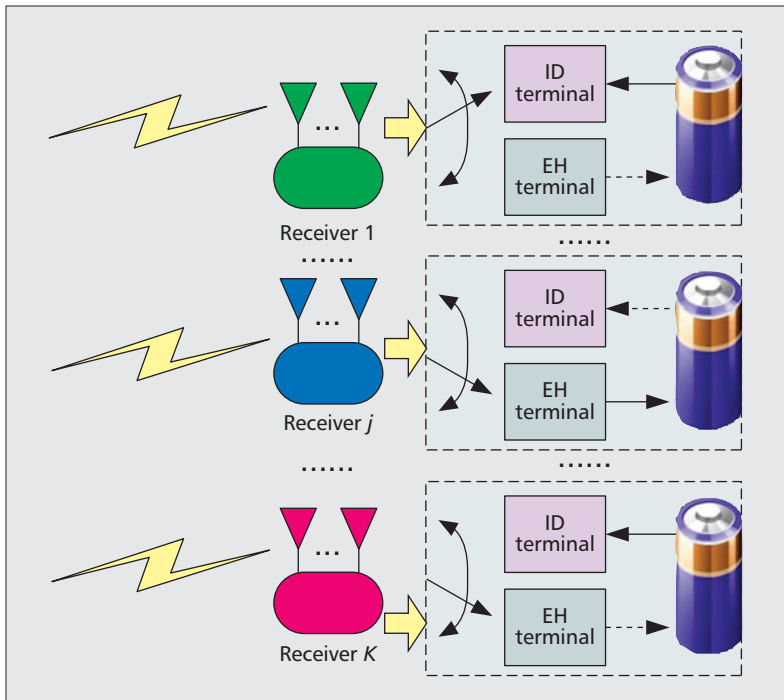 ID
terminal
...
EH
terminal
Receiver 1
......
......
ID
terminal
...
EH
terminal
Receiver j
......
......
ID
terminal
...
EH
terminal
Receiver K